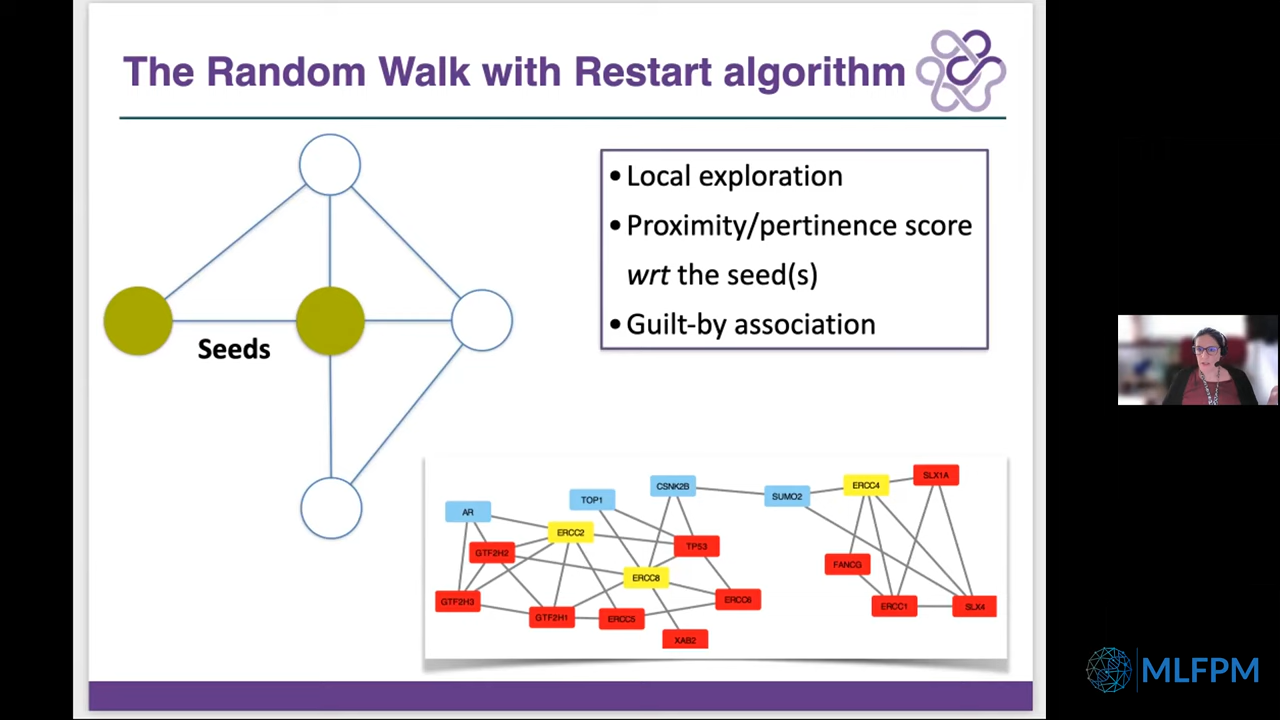 The Random Walk with Restart algorithm
• Local exploration
• Proximity/pertinence score
wrt the seed(s)
• Guilt-by association
Seeds
SLX1A
CSNK2B
ERCC4
SUMO2
TOP1
AR
ERCC2
TP53
GTF2H2
FANCG
ERCC8
GTF2H3
ERCC6
ERCC1
SLX4
GTF2H1
ERCC5
XAB2
MLFPM